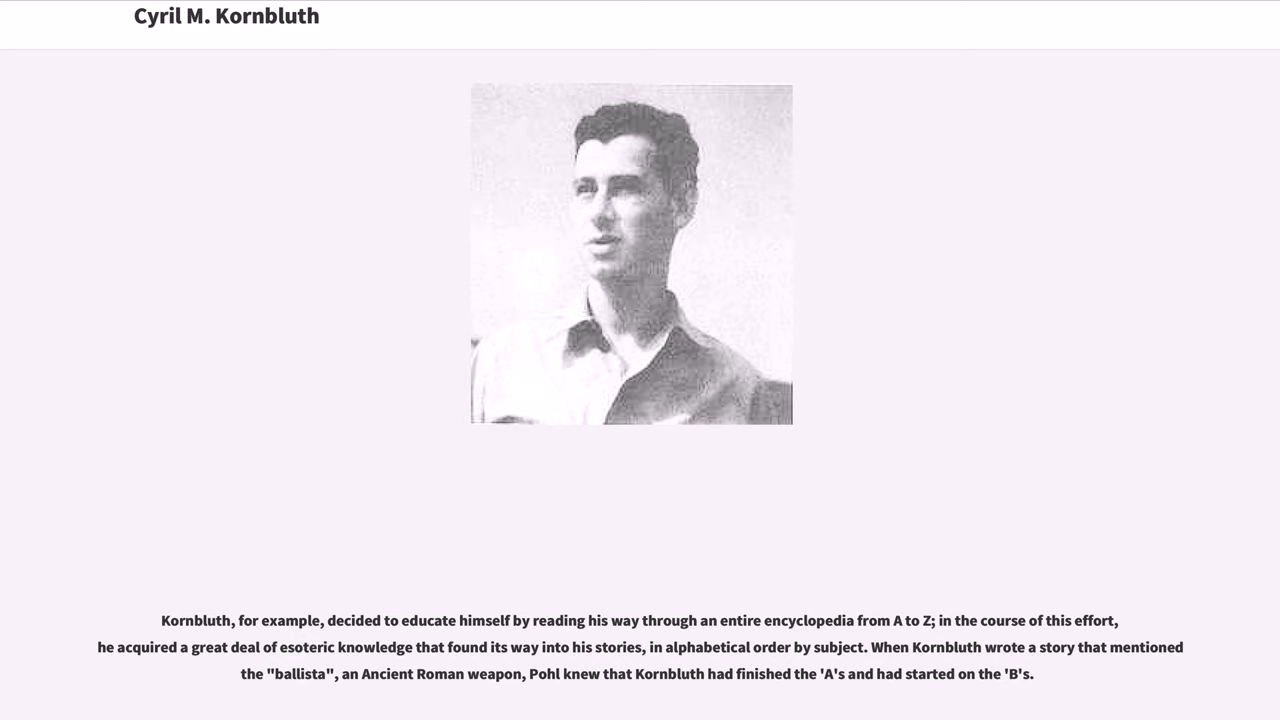 Cyril M. Kornbluth
Kornbluth, for example, decided to educate himself by reading his way through an entire encyclopedia from A to Z; in the course of this effort,
he acquired a great deal of esoteric knowledge that found its way into his stories, in alphabetical order by subject. When Kornbluth wrote a story that mentioned
the "ballista", an Ancient Roman weapon, Pohl knew that Kornbluth had finished the 'A's and had started on the 'B's.